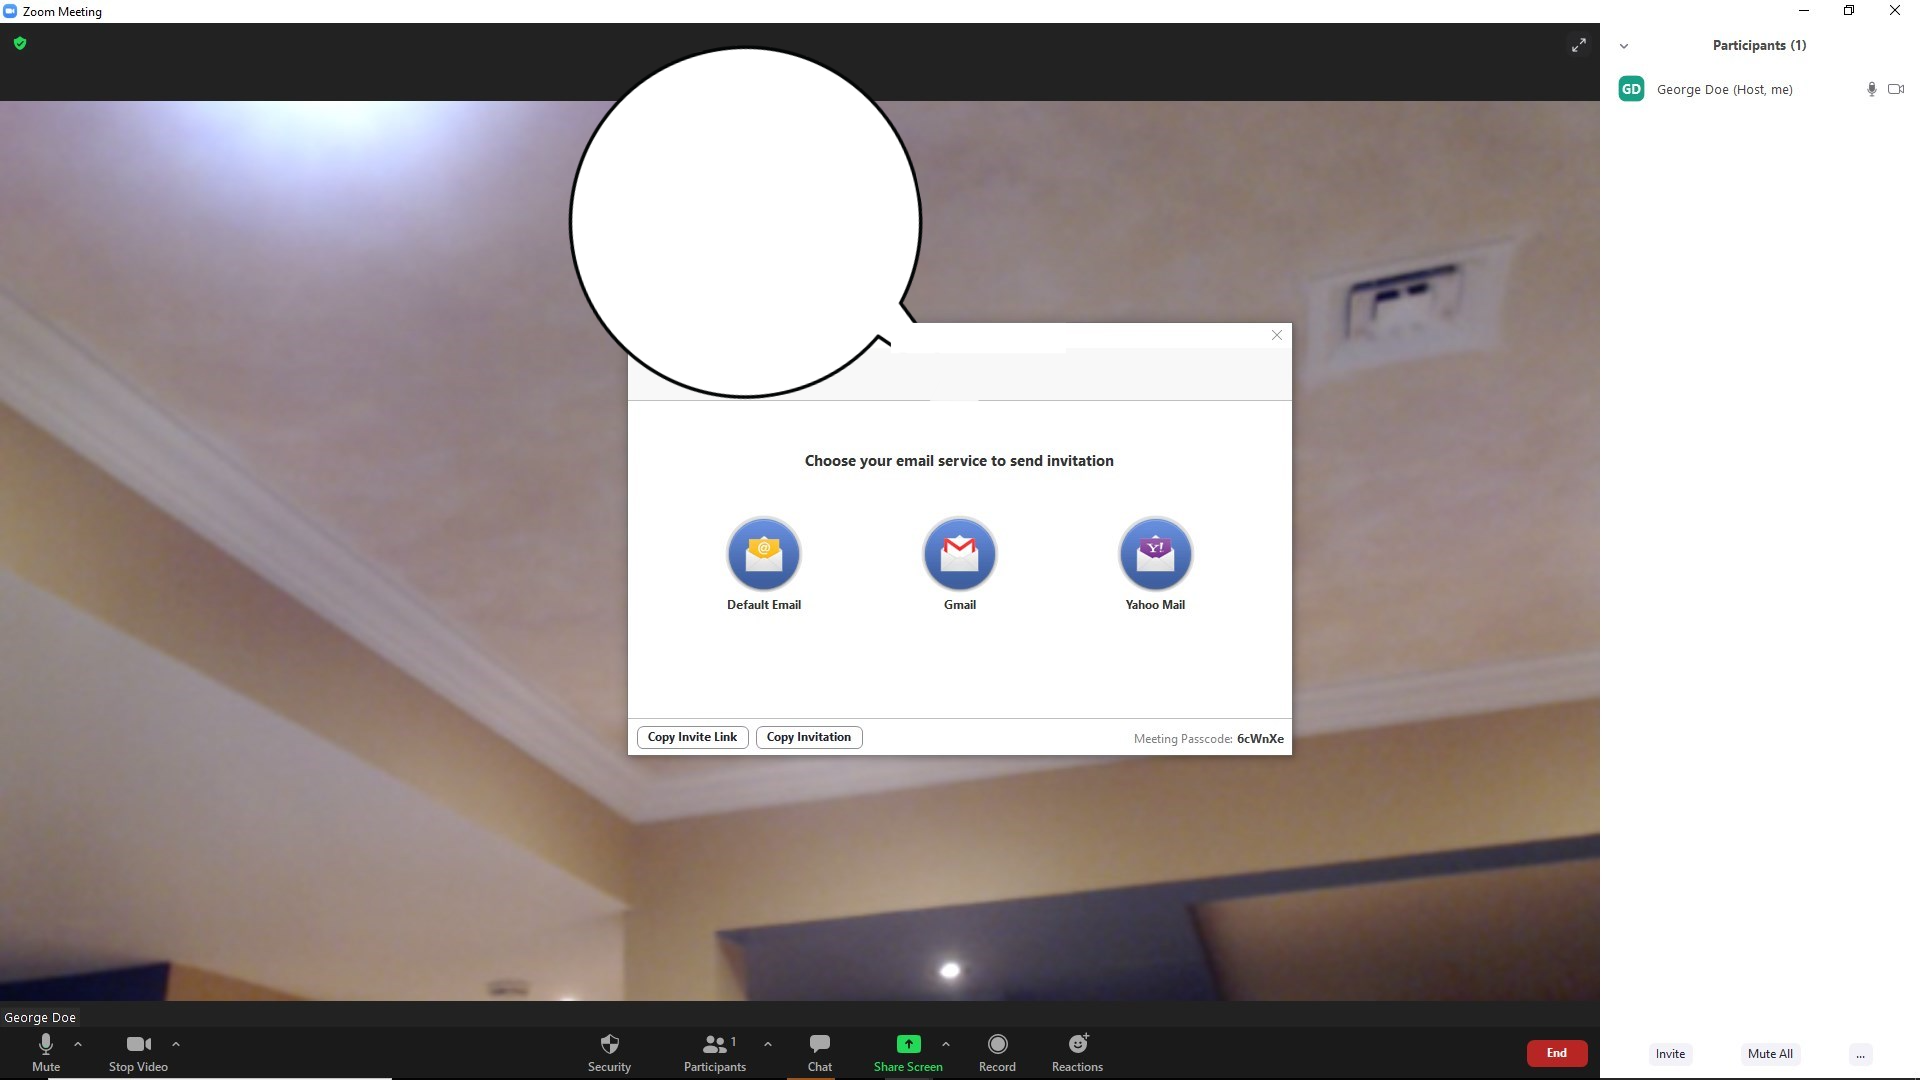 Zoom Meeting
Participants (1)
GD George Doe (Host, me)
Choose your email service to send invitation
@
Y!
Default Email Gmail Yahoo Mail
Copy Invite Link Copy Invitation Meeting Passcode: 6cWnXe
George Doe
1
Mute Stop Video Security Participants Chat Share Screen Record Reactions End
Invite Mute All ...